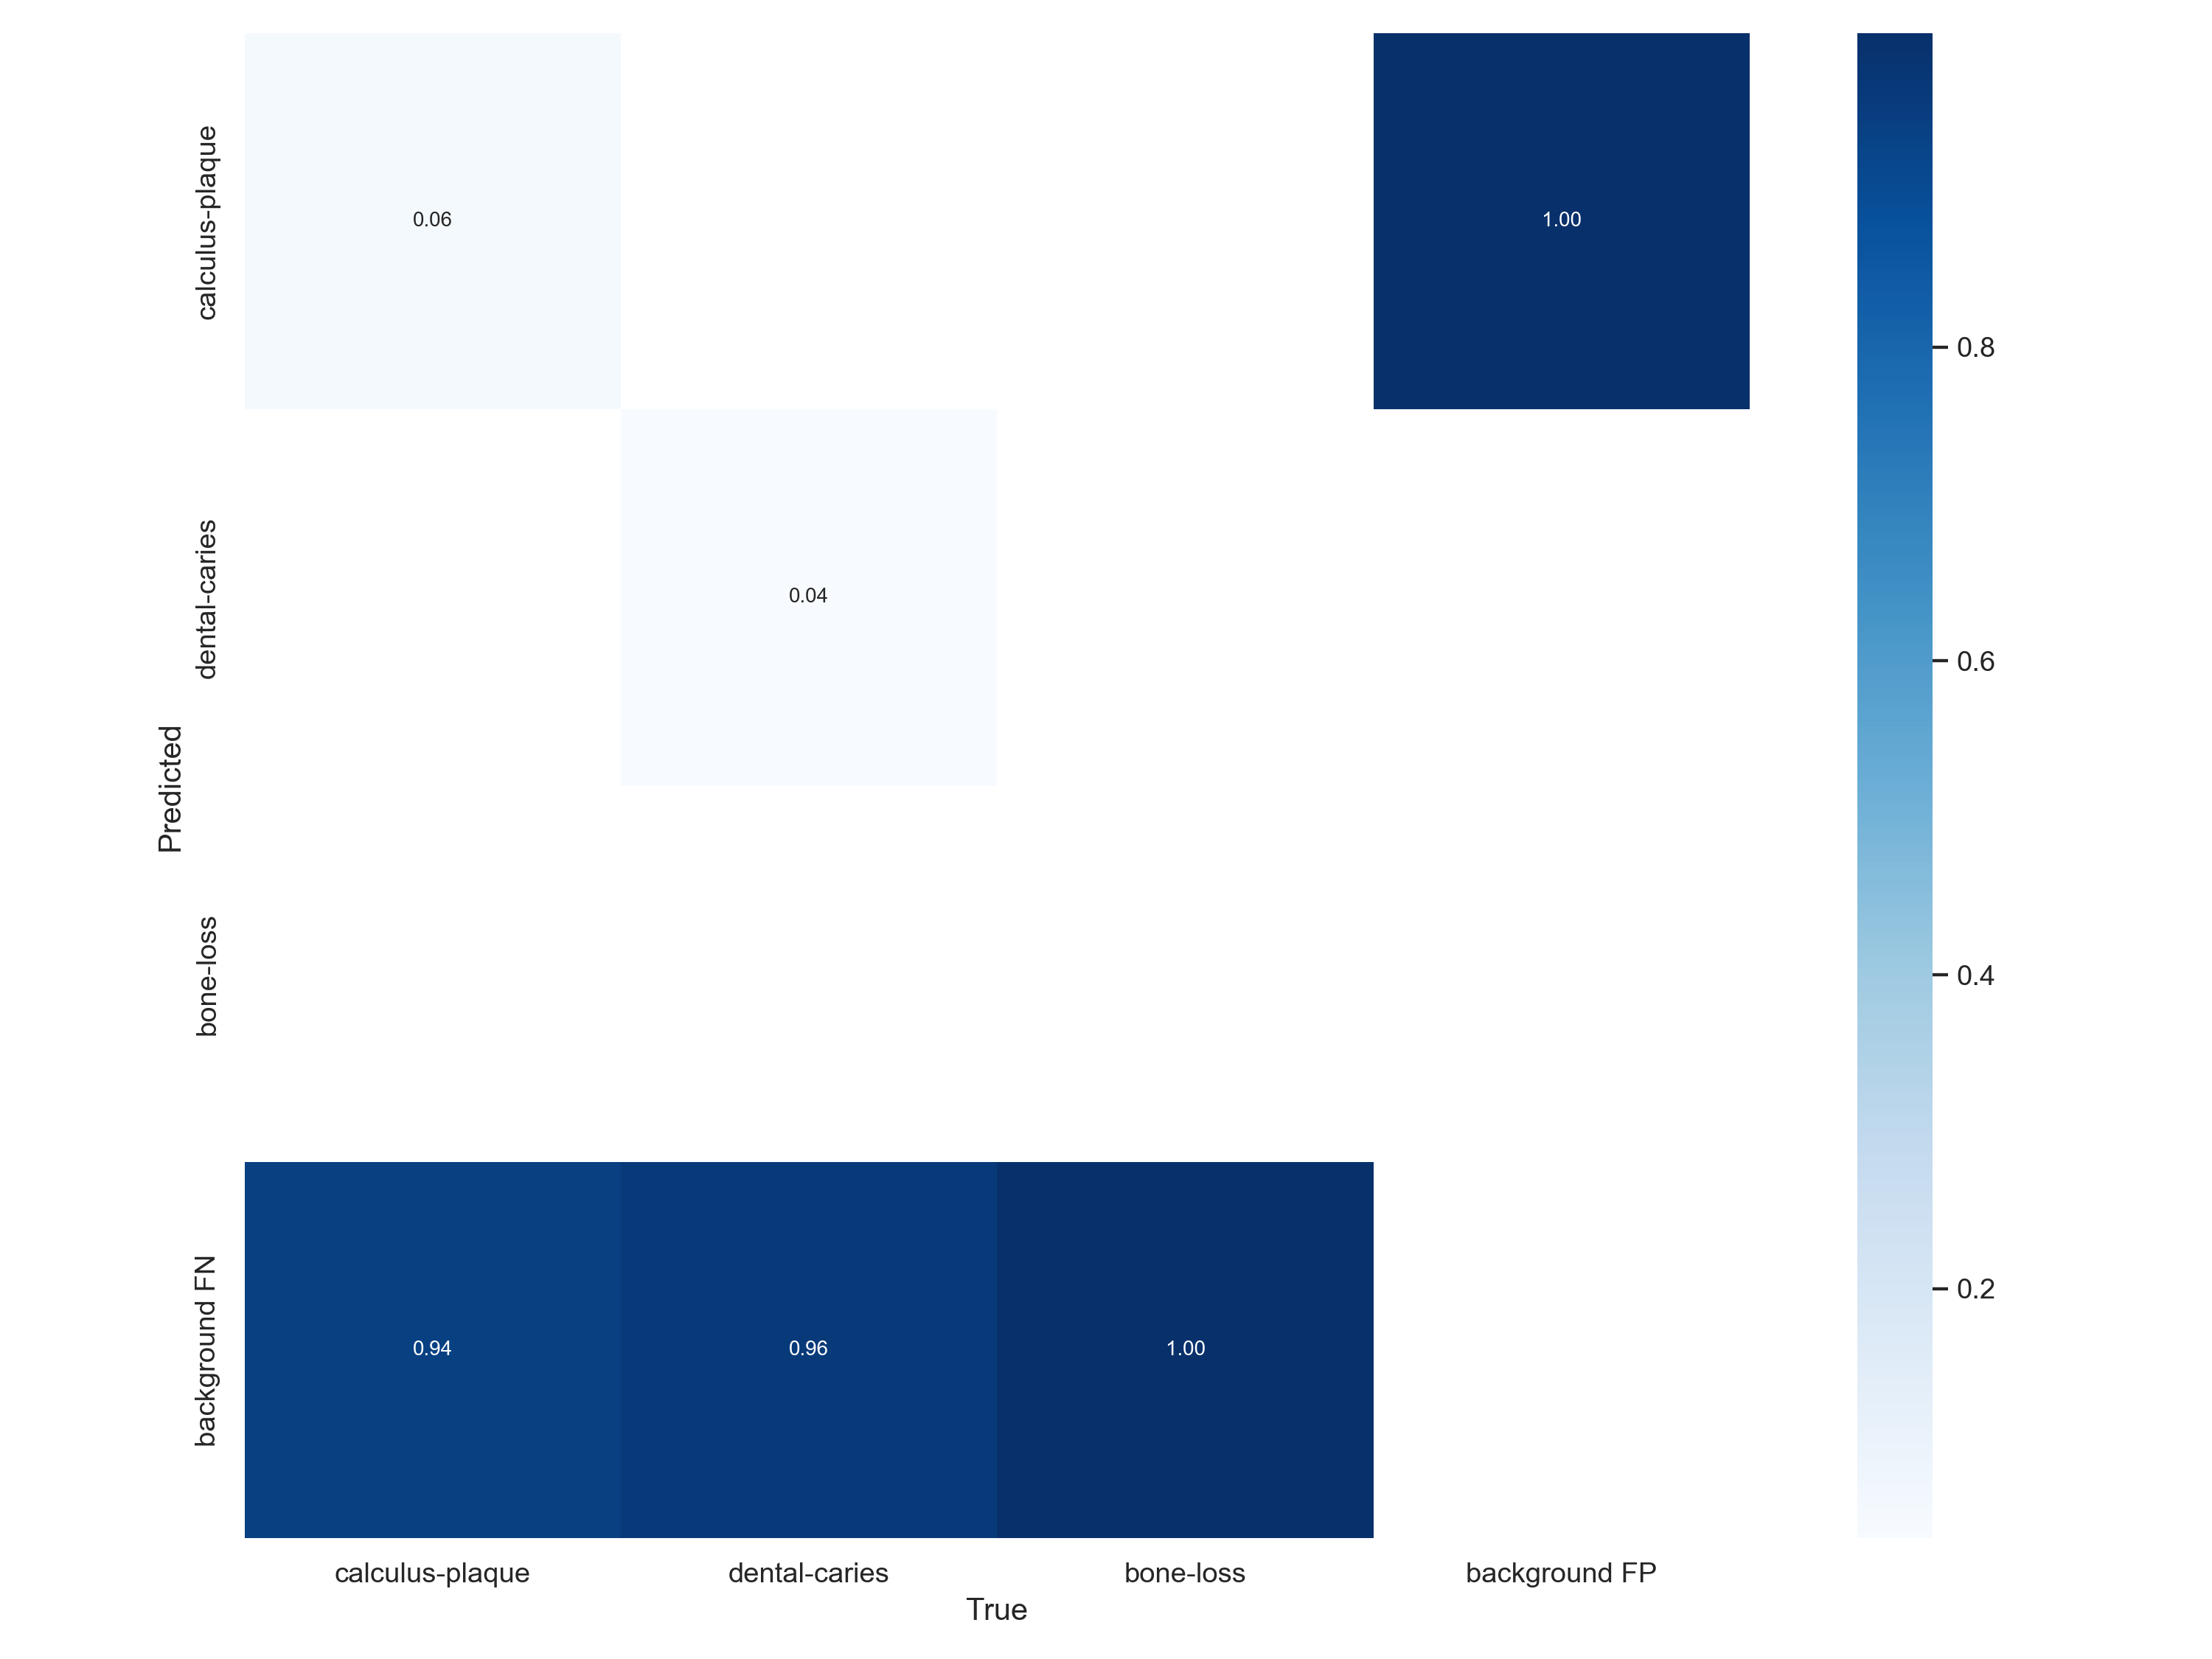 calculus-plaque
0.06
1.00
dental-caries
0.04
Predicted
bone-loss
background FN
0.94
0.96
1.00
calculus-plaque
dental-caries
bone-loss
background FP
True
0.8
0.6
0.4
0.2